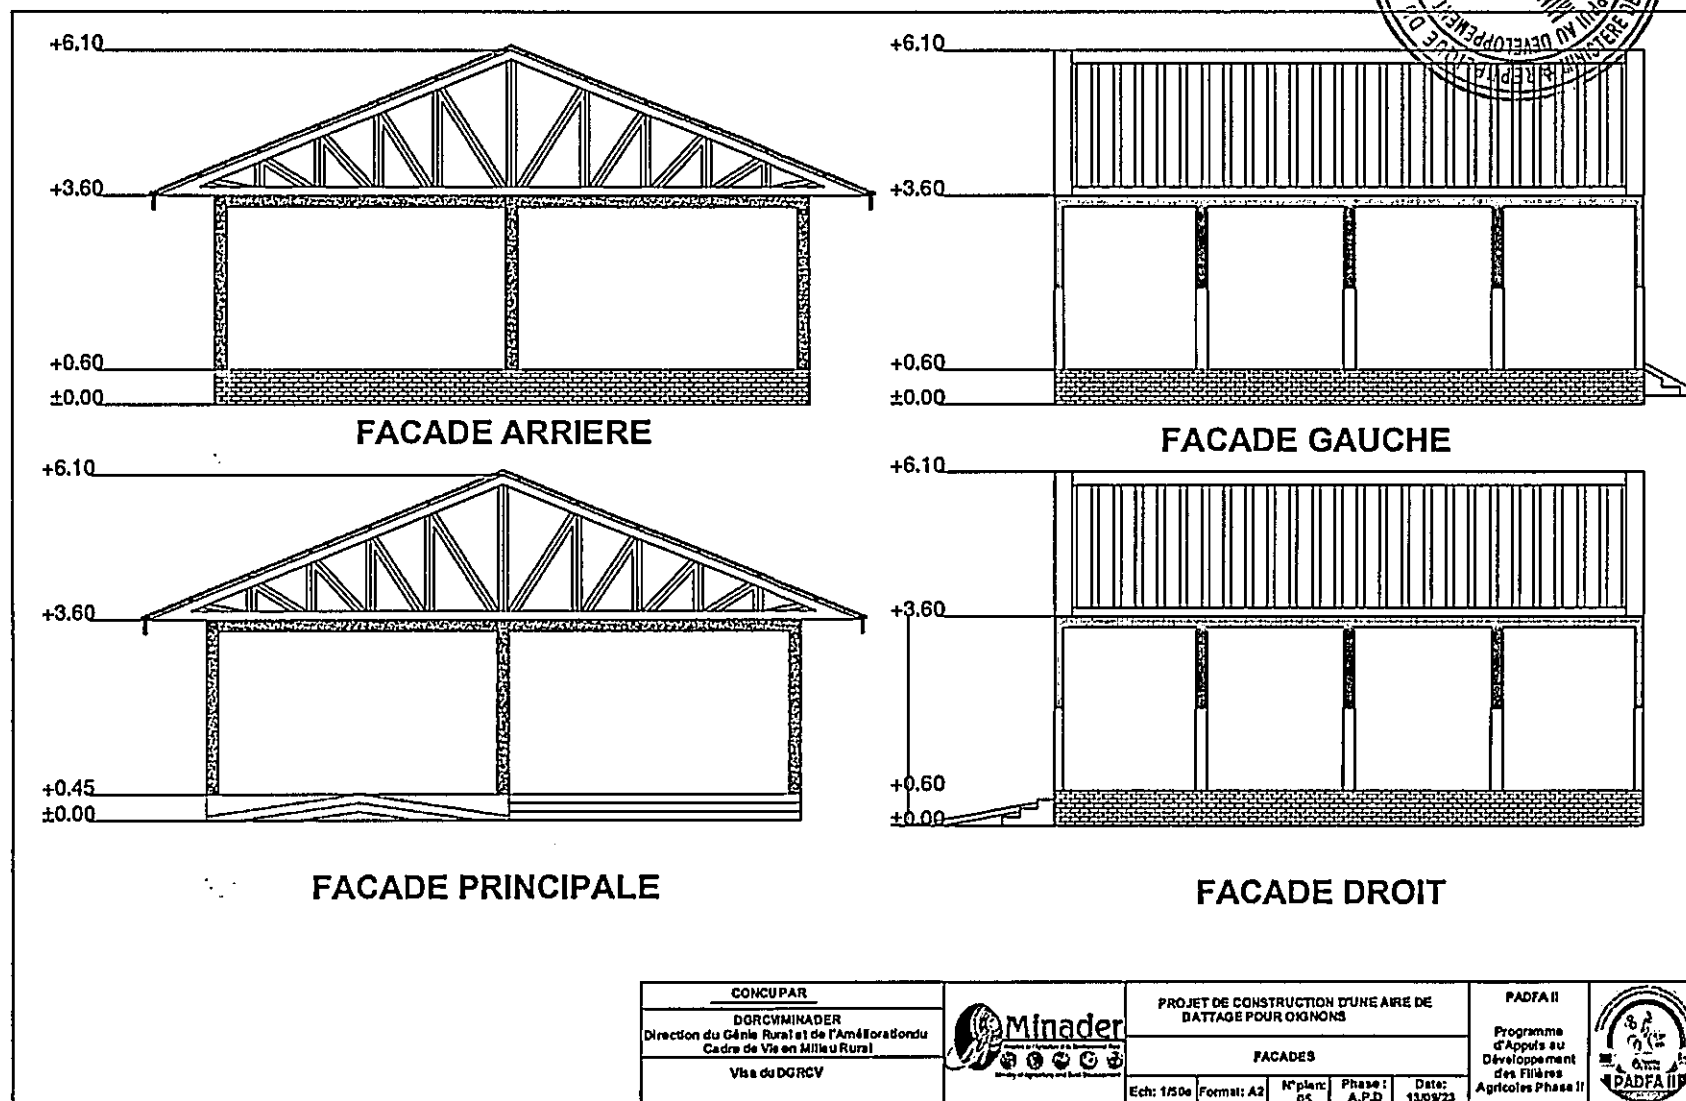 +6.10
+3.60
+0.60
±0.00
FACADE ARRIERE
+6.10
+3.60
+0.60
±0.00
FACADE GAUCHE
+6.10
+3.60
+0.45
±0.00
FACADE PRINCIPALE
+6.10
+3.60
+0.60
±0.00
FACADE DROIT
CONCU PAR
DGRCV/MINADER
Direction du Génie Rural et de l'Amélioration du
Cadre de Vie en Milieu Rural
Visa du DGRCV
Minader
PROJET DE CONSTRUCTION D'UNE AIRE DE
BATTAGE POUR OIGNONS
FACADES
Ech: 1/50e
Format: A2
N°plan:
05
Phase:
A.P.D
Date:
13/09/23
PADFA II
Programme
d'Appuis au
Développement
des Filières
Agricoles Phase II
PADFA II